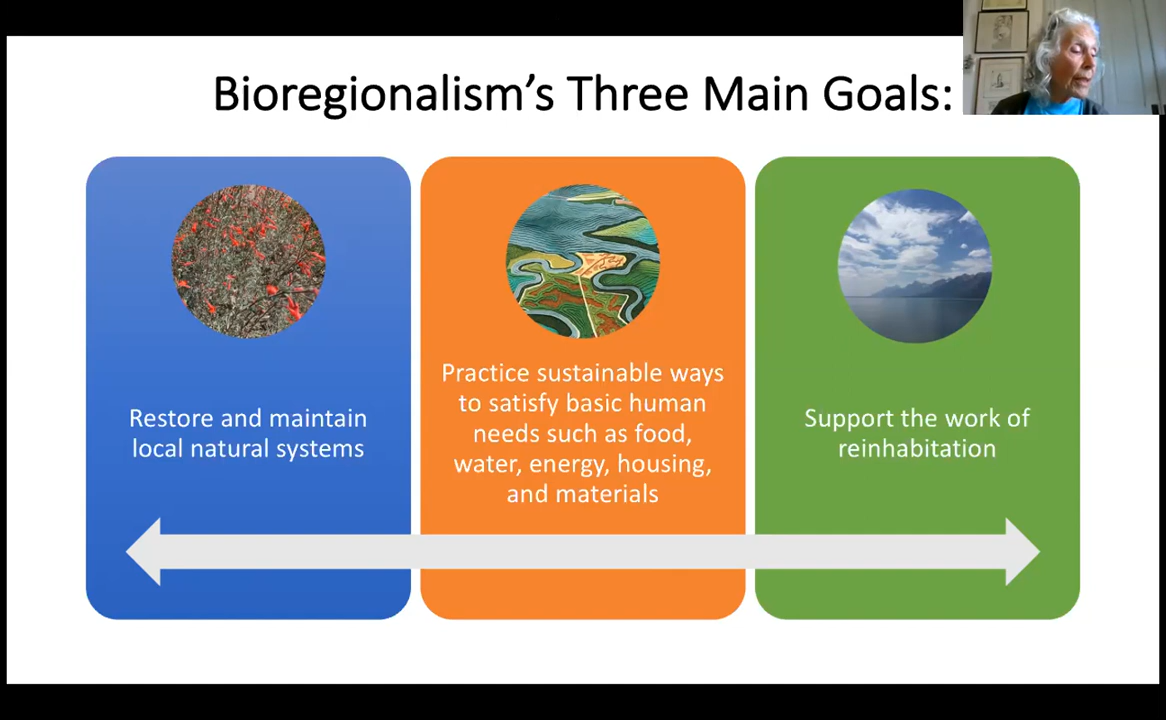 Bioregionalism’s Three Main Goals:
Restore and maintain
local natural systems
Practice sustainable ways
to satisfy basic human
needs such as food,
water, energy, housing,
and materials
Support the work of
reinhabitation